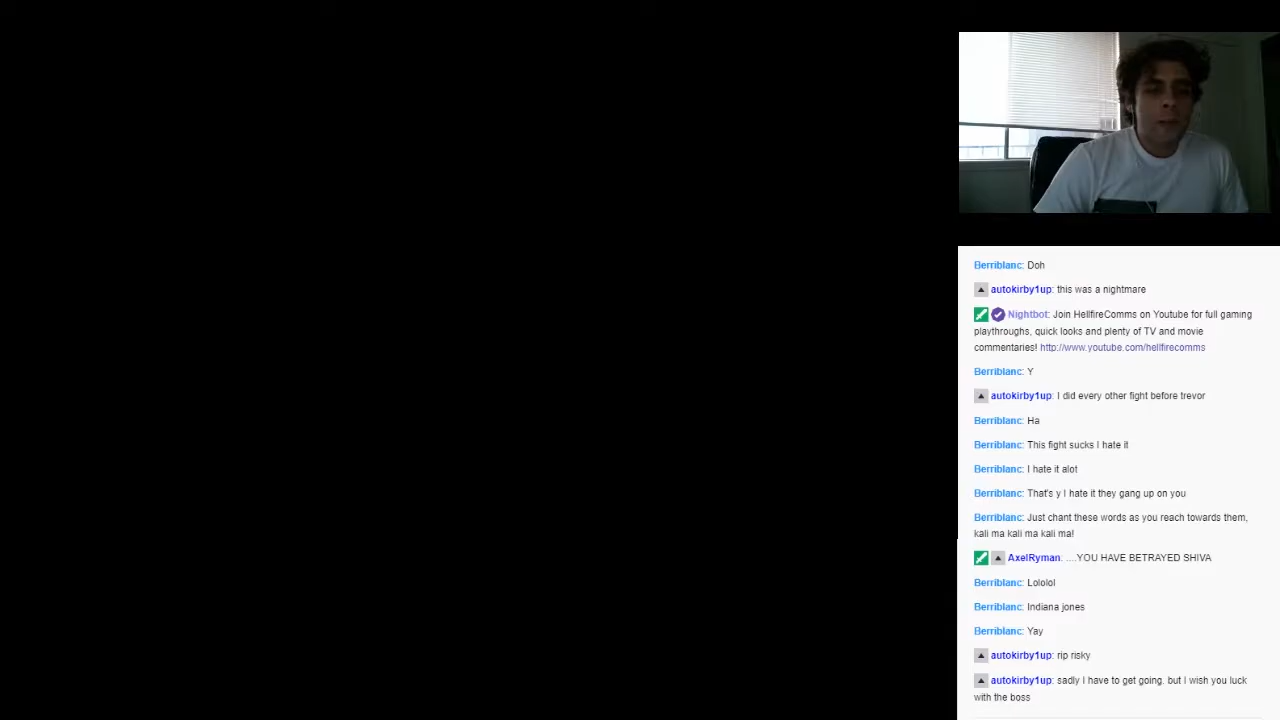 Berriblanc: Doh
autokirby1up: this was a nightmare
Nightbot: Join HellfireComms on Youtube for full gaming
playthroughs, quick looks and plenty of TV and movie
commentaries! http://www.youtube.com/hellfirecomms
Berriblanc: Y
autokirby1up: I did every other fight before trevor
Berriblanc: Ha
Berriblanc: This fight sucks I hate it
Berriblanc: I hate it alot
Berriblanc: That's y I hate it they gang up on you
Berriblanc: Just chant these words as you reach towards them,
kali ma kali ma kali ma!
AxelRyman: ....YOU HAVE BETRAYED SHIVA
Berriblanc: Lololol
Berriblanc: Indiana jones
Berriblanc: Yay
autokirby1up: rip risky
autokirby1up: sadly I have to get going. but I wish you luck
with the boss